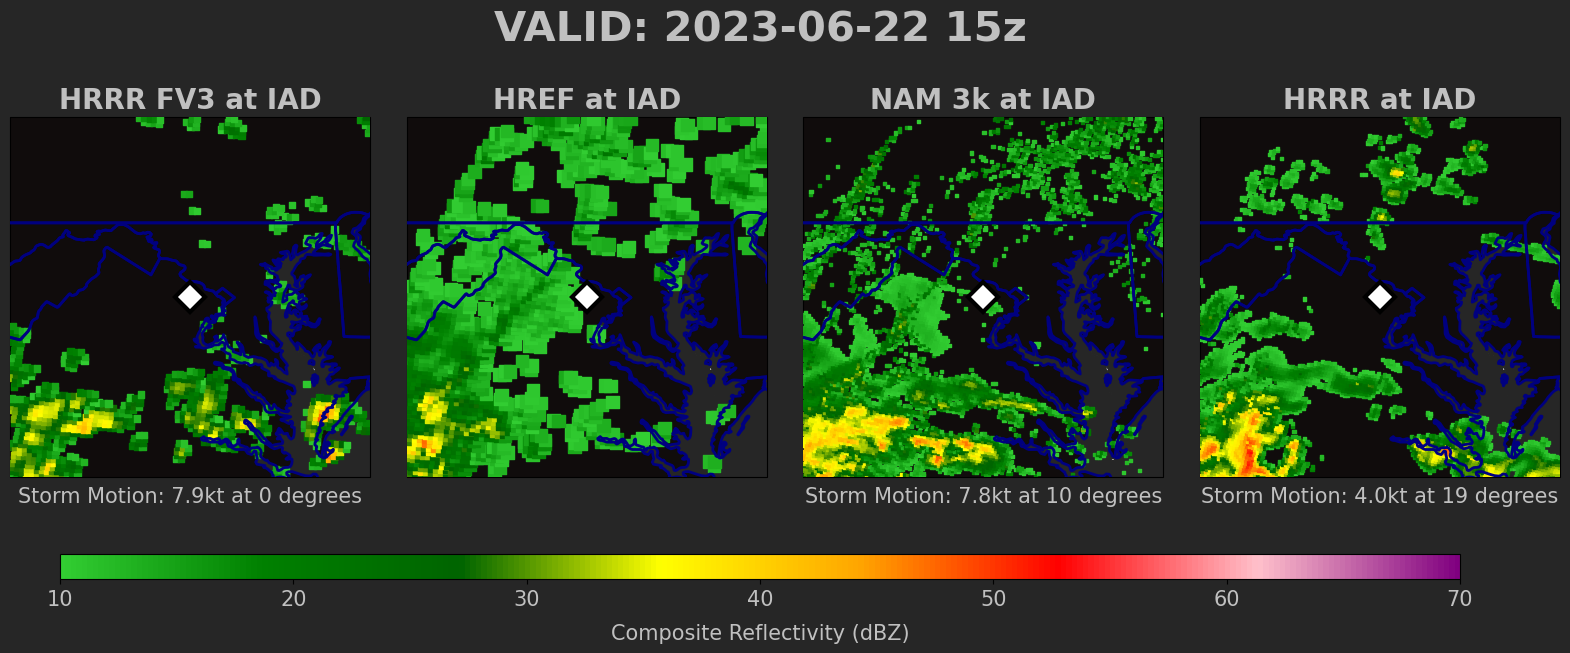 VALID: 2023-06-22 15z
HRRR FV3 at IAD
HREF at IAD
NAM 3k at IAD
HRRR at IAD
Storm Motion: 7.9kt at 0 degrees
Storm Motion: 7.8kt at 10 degrees
Storm Motion: 4.0kt at 19 degrees
10 20 30 40 50 60 70
Composite Reflectivity (dBZ)